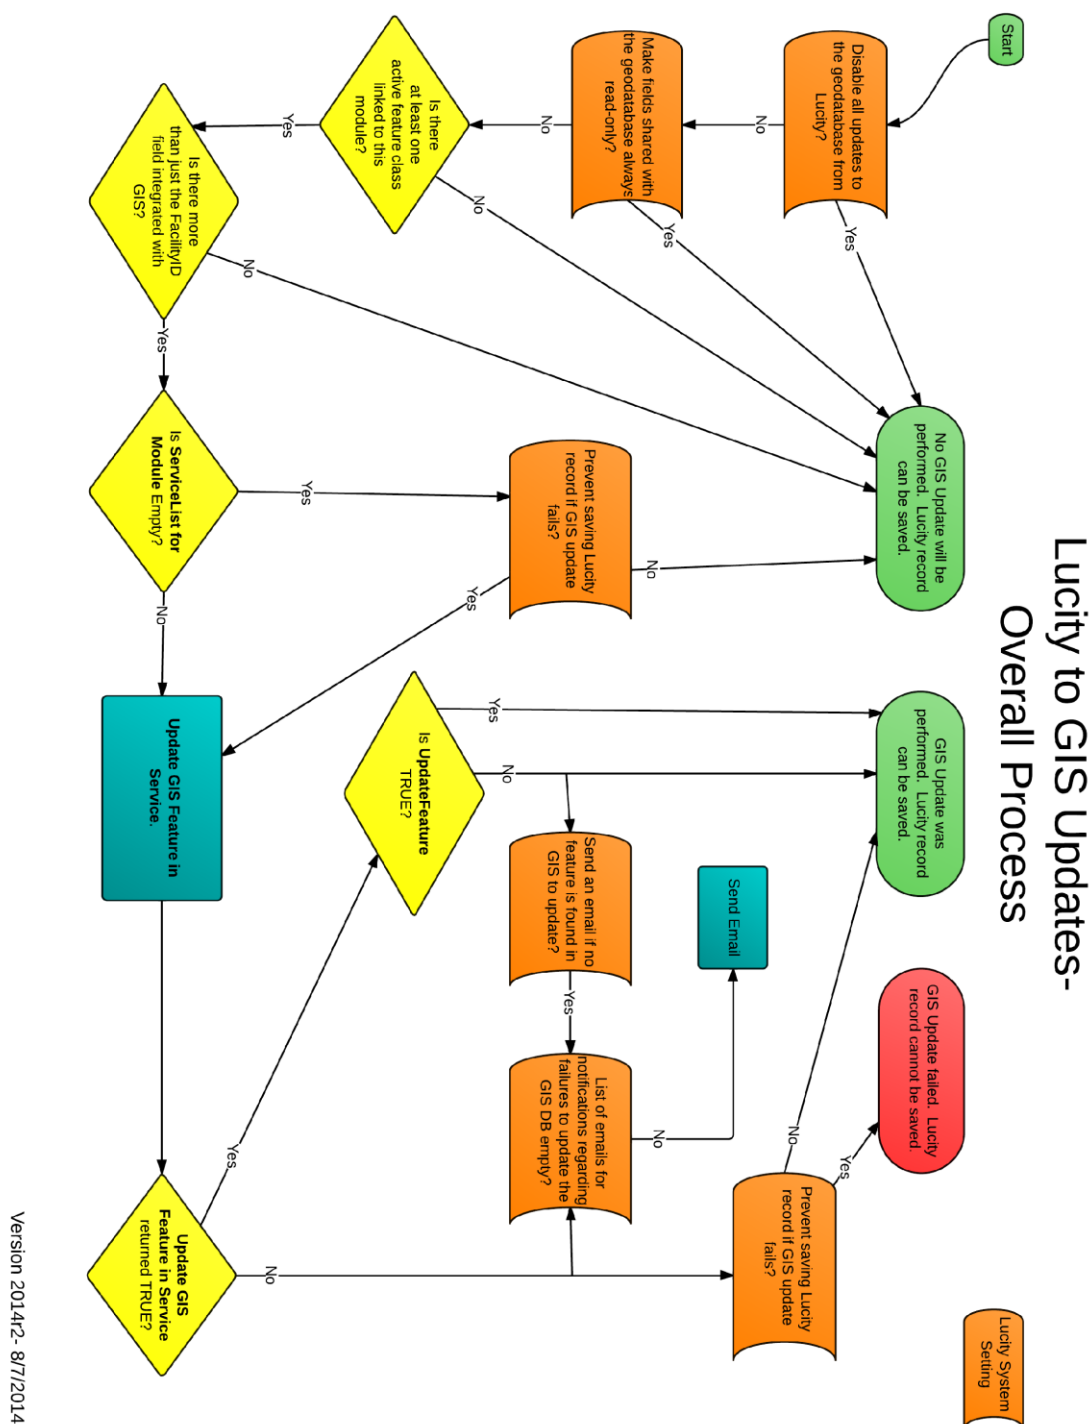 Lucity to GIS Updates-
Overall Process
Start
Disable all updates to
the geodatabase from
Lucity?
Yes
No
Make fields shared with
the geodatabase always
read-only?
Yes
No
Is there
at least one
active feature class
linked to this
module?
No
Yes
Is there more
than just the FacilityID
field integrated with
GIS?
No
Yes
No GIS Update will be
performed. Lucity record
can be saved.
Prevent saving Lucity
record if GIS update
fails?
No
Yes
Is ServiceList for
Module Empty?
Yes
No
GIS Update was
performed. Lucity record
can be saved.
Is UpdateFeature
TRUE?
Yes
No
Update GIS Feature in
Service.
Send an email if no
feature is found in
GIS to update?
Yes
Send Email
List of emails for
notifications regarding
failures to update the
GIS DB empty?
No
GIS Update failed. Lucity
record cannot be saved.
Prevent saving Lucity
record if GIS update
fails?
No
Yes
Update GIS
Feature in Service
returned TRUE?
Yes
No
Lucity System
Setting
Version 2014r2- 8/7/2014